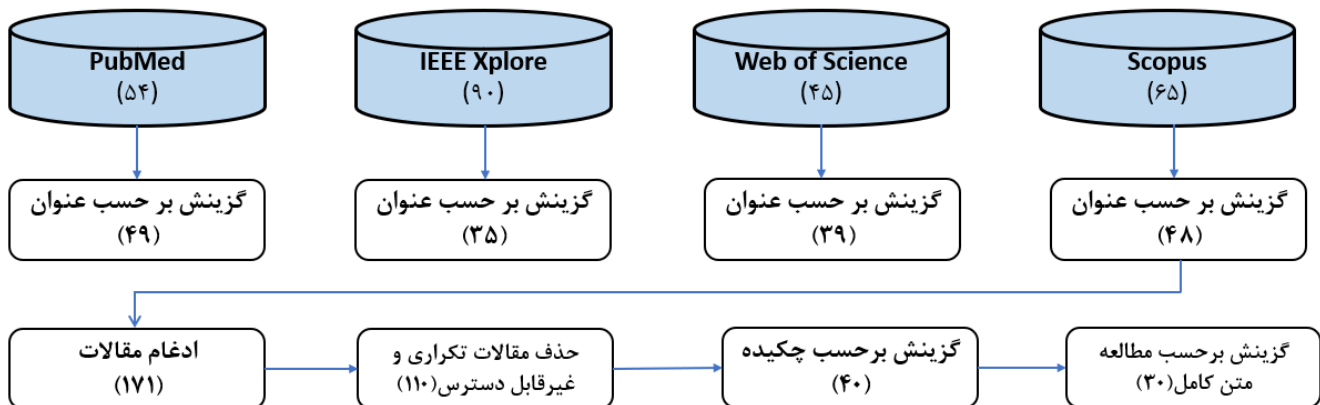 PubMed
(۵۴)
IEEE Xplore
(۹۰)
Web of Science
(۴۵)
Scopus
(۶۵)
گزینش بر حسب عنوان
(۴۹)
گزینش بر حسب عنوان
(۳۵)
گزینش بر حسب عنوان
(۳۹)
گزینش بر حسب عنوان
(۴۸)
ادغام مقالات
(۱۷۱)
حذف مقالات تکراری و
غیرقابل دسترس(۱۱۰)
گزینش برحسب چکیده
(۴۰)
گزینش برحسب مطالعه
متن کامل(۳۰)